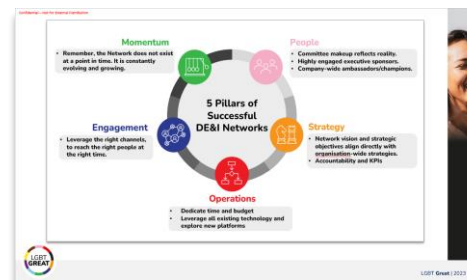 Confidential - Not for External Distribution
Momentum
• Remember, the Network does not exist
at a point in time. It is constantly
evolving and growing.
People
• Committee makeup reflects reality.
• Highly engaged executive sponsors.
• Company-wide ambassadors/champions.
5 Pillars of
Successful
DE&I Networks
Engagement
• Leverage the right channels,
to reach the right people at
the right time.
Strategy
• Network vision and strategic
objectives align directly with
organisation-wide strategies.
• Accountability and KPIs
Operations
• Dedicate time and budget
• Leverage all existing technology and
explore new platforms
LGBT
GREAT
LGBT Great | 2023